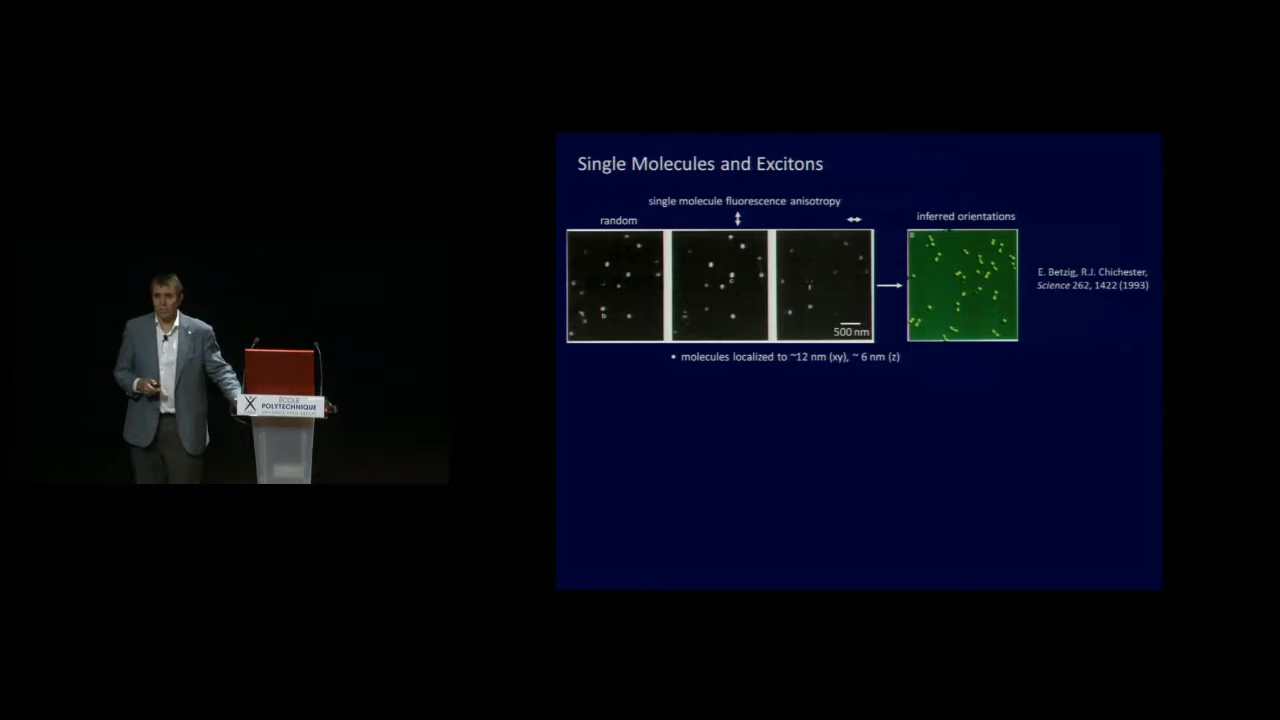 Single Molecules and Excitons
single molecule fluorescence anisotropy
random
inferred orientations
E. Betzig, R.J. Chichester,
Science 262, 1422 (1993)
500 nm
• molecules localized to ~12 nm (xy), ~ 6 nm (z)
ÉCOLE
POLYTECHNIQUE